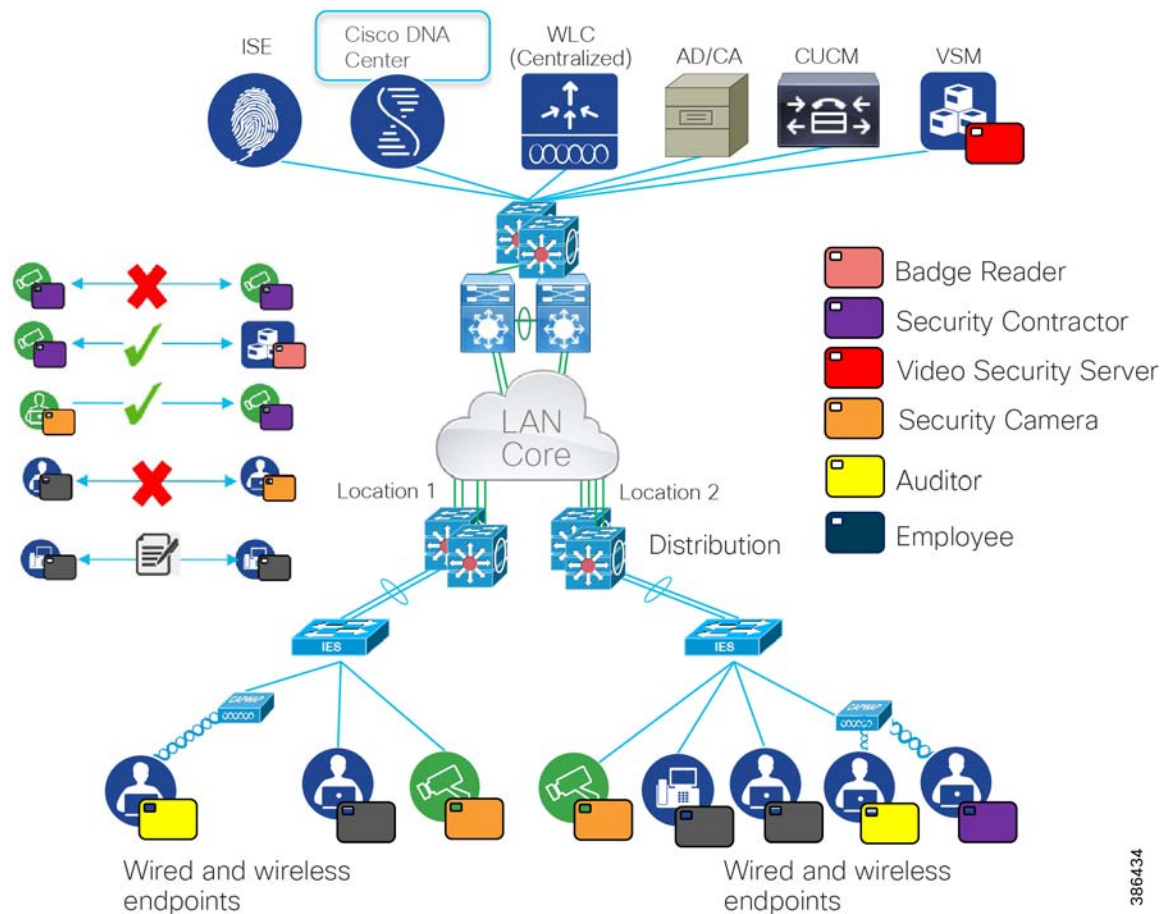 ISE
Cisco DNA
Center
WLC
(Centralized)
AD/CA
CUCM
VSM
Badge Reader
Security Contractor
Video Security Server
Security Camera
Auditor
Employee
LAN
Core
Location 1
Location 2
Distribution
IES
IES
CAPWAP
CAPWAP
Wired and wireless
endpoints
Wired and wireless
endpoints
386434